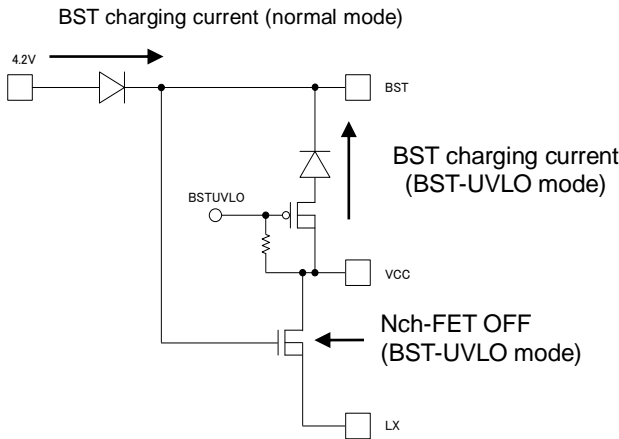 BST charging current (normal mode)
4.2V
BST
BST charging current
(BST-UVLO mode)
BSTUVLO
VCC
Nch-FET OFF
(BST-UVLO mode)
LX